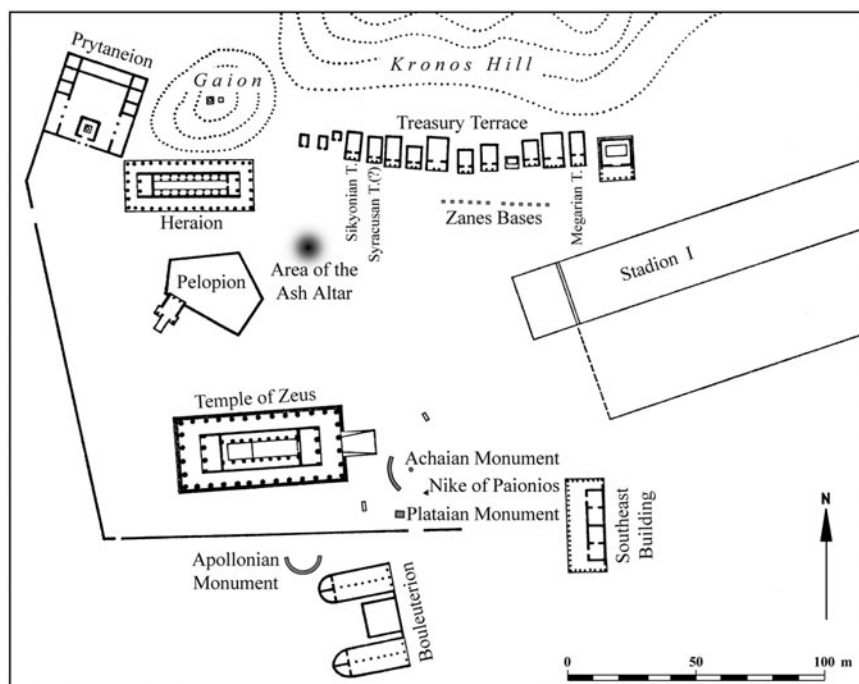 Prytaneion
Gaion
Kronos Hill
Treasury Terrace
Sikyonian T.
Syracusan T.(?)
Megarian T.
Zanes Bases
Heraion
Stadion I
Pelopion
Area of the
Ash Altar
Temple of Zeus
Achaian Monument
Nike of Paionios
Plataian Monument
Southeast
Building
N
Apollonian
Monument
Bouleuterion
0 50 100 m